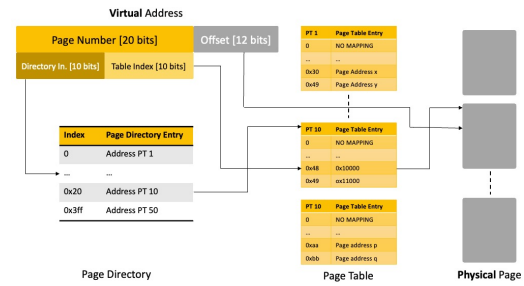 Virtual Address
Page Number [20 bits]
Offset [12 bits]
Directory In. [10 bits]
Table Index [10 bits]
Index Page Directory Entry
0 Address PT 1
... ...
0x20 Address PT 10
0x3ff Address PT 50
Page Directory
PT 1 Page Table Entry
0 NO MAPPING
... ...
0x30 Page Address x
0x49 Page Address y
PT 10 Page Table Entry
0 NO MAPPING
... ...
0x48 0x10000
0x49 ox11000
PT 10 Page Table Entry
0 NO MAPPING
... ...
0xaa Page address p
0xbb Page address q
Page Table
Physical Page